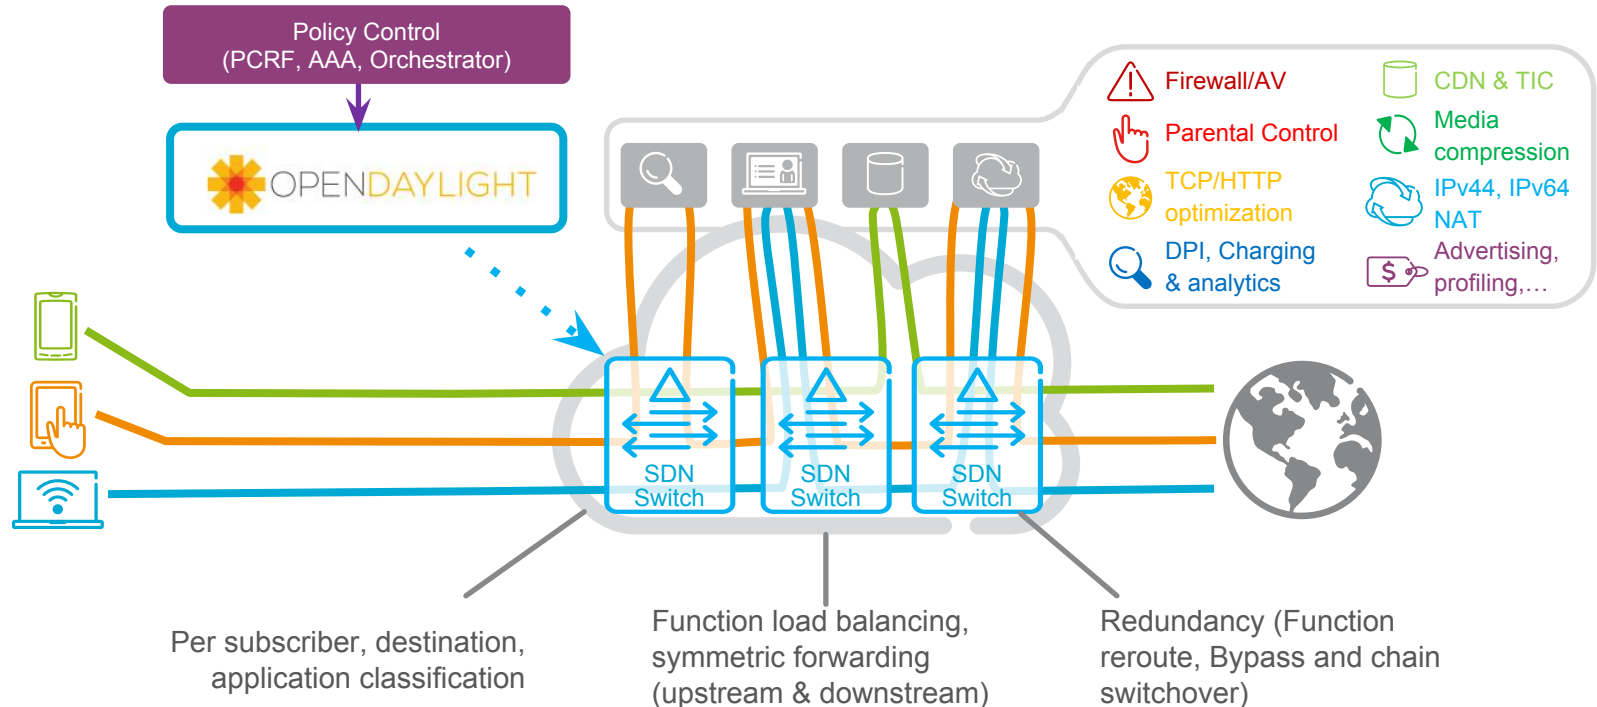 Policy Control
(PCRF, AAA, Orchestrator)
OPENDAYLIGHT
Firewall/AV
CDN & TIC
Parental Control
Media
compression
TCP/HTTP
optimization
IPv44, IPv64
NAT
DPI, Charging
& analytics
$
Advertising,
profiling,…
SDN
Switch
SDN
Switch
SDN
Switch
Per subscriber, destination,
application classification
Function load balancing,
symmetric forwarding
(upstream & downstream)
Redundancy (Function
reroute, Bypass and chain
switchover)